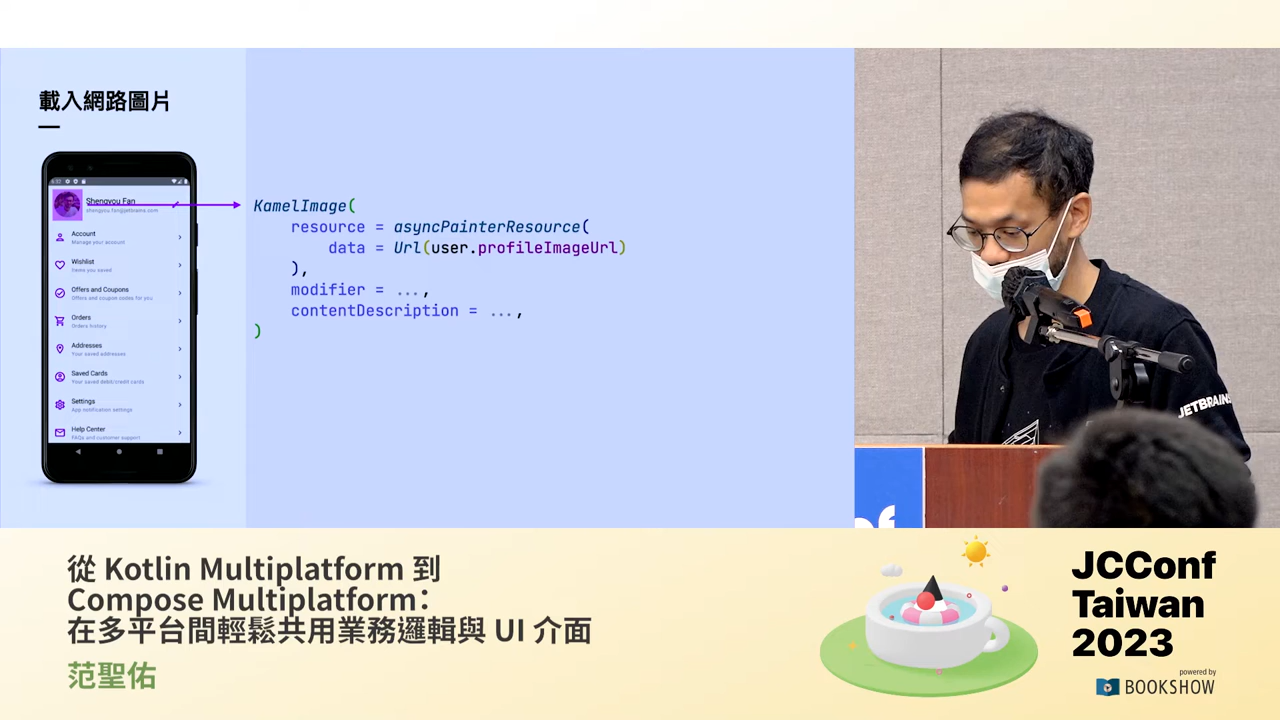 載入網路圖片
Shengyou Fan
shengyou.fan@jetbrains.com
Account
Manage your account
Wishlist
Items you saved
Offers and Coupons
Offers and coupon codes for you
Orders
Orders history
Addresses
Your saved addresses
Saved Cards
Your saved debit/credit cards
Settings
App notification settings
Help Center
FAQs and customer support
KamelImage(
resource = asyncPainterResource(
data = Url(user.profileImageUrl)
),
modifier = ...,
contentDescription = ...,
)
JETBRAINS
從 Kotlin Multiplatform 到
Compose Multiplatform：
在多平台間輕鬆共用業務邏輯與 UI 介面
范聖佑
JCConf
Taiwan
2023
powered by
BOOKSHOW